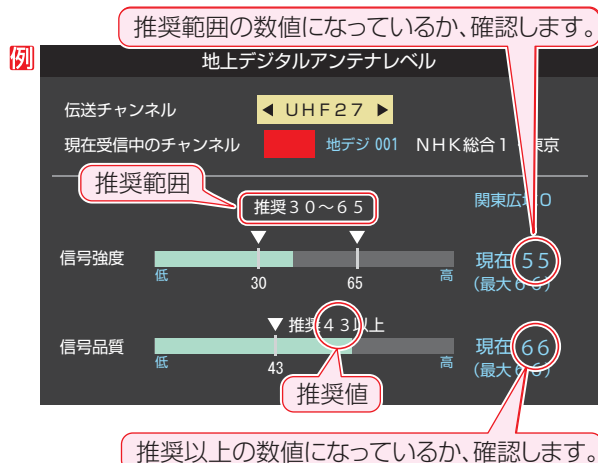 推奨範囲の数値になっているか、確認します。
例
地上デジタルアンテナレベル
伝送チャンネル
◀ UHF27 ▶
現在受信中のチャンネル 地デジ 001 NHK総合1 東京
推奨範囲
推奨30～65
関東広域0
信号強度
低 30 65 高
現在 55
(最大66)
推奨43以上
信号品質
低 43 高
現在 66
(最大66)
推奨値
推奨以上の数値になっているか、確認します。